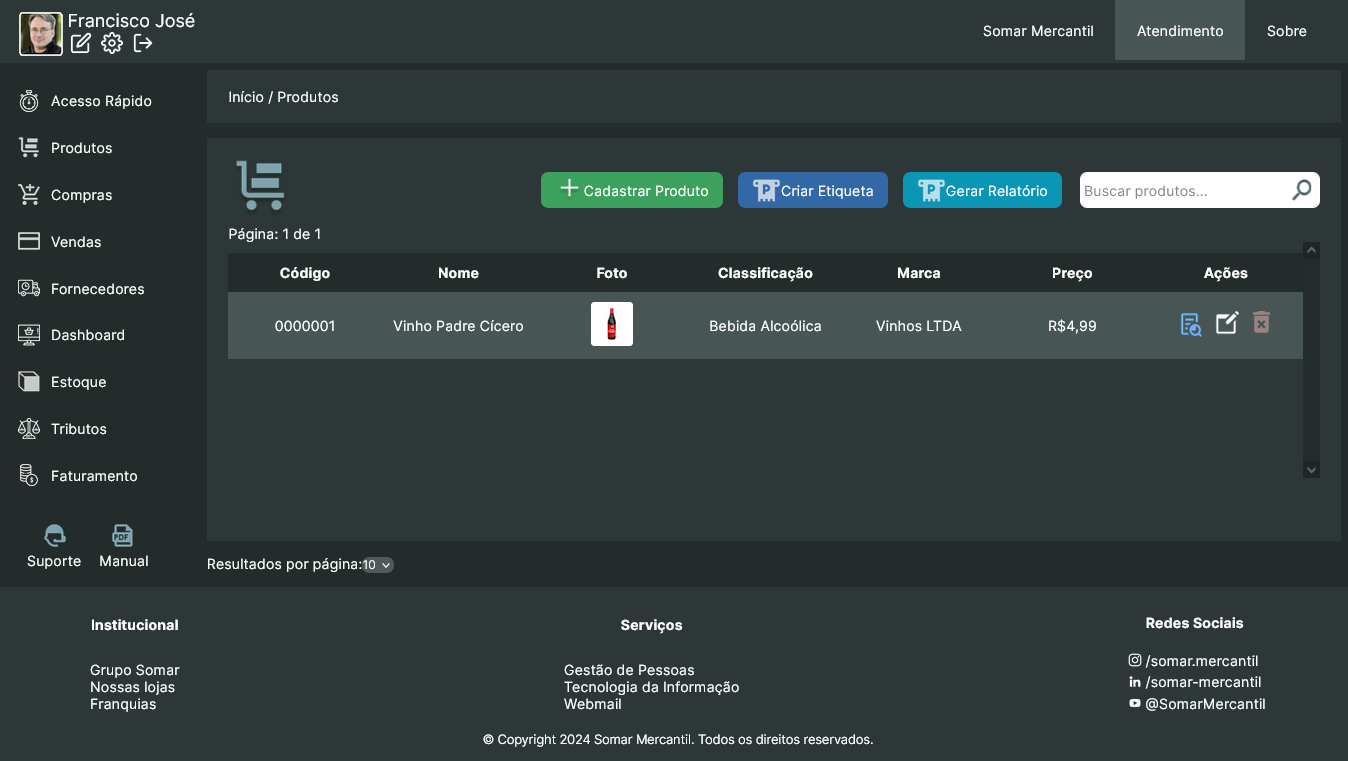 Francisco José
Somar Mercantil
Atendimento
Sobre
Acesso Rápido
Produtos
Compras
Vendas
Fornecedores
Dashboard
Estoque
Tributos
Faturamento
Suporte
PDF
Manual
Início / Produtos
Cadastrar Produto
P
Criar Etiqueta
P
Gerar Relatório
Buscar produtos...
Página: 1 de 1
Código Nome Foto Classificação Marca Preço Ações
0000001 Vinho Padre Cícero Bebida Alcoólica Vinhos LTDA R$4,99
Resultados por página: 10
Institucional
Grupo Somar
Nossas lojas
Franquias
Serviços
Gestão de Pessoas
Tecnologia da Informação
Webmail
Redes Sociais
/somar.mercantil
in /somar-mercantil
@SomarMercantil
© Copyright 2024 Somar Mercantil. Todos os direitos reservados.